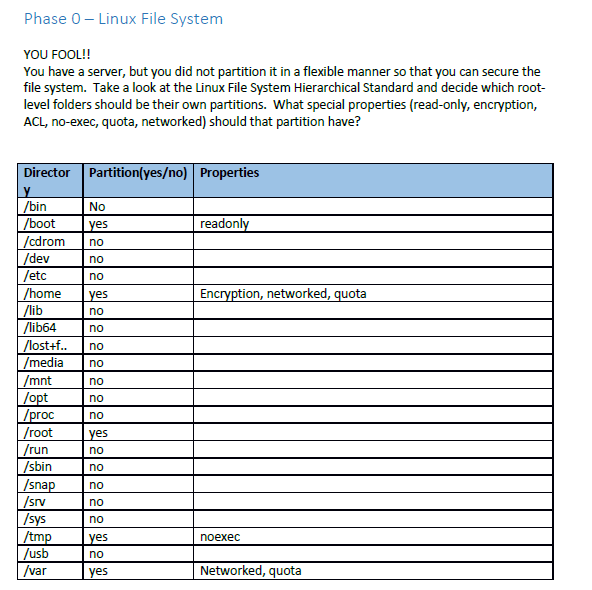 Phase 0 – Linux File System
YOU FOOL!!
You have a server, but you did not partition it in a flexible manner so that you can secure the
file system.  Take a look at the Linux File System Hierarchical Standard and decide which root-
level folders should be their own partitions.  What special properties (read-only, encryption,
ACL, no-exec, quota, networked) should that partition have?
Director
y Partition(yes/no) Properties
/bin No
/boot yes readonly
/cdrom no
/dev no
/etc no
/home yes Encryption, networked, quota
/lib no
/lib64 no
/lost+f.. no
/media no
/mnt no
/opt no
/proc no
/root yes
/run no
/sbin no
/snap no
/srv no
/sys no
/tmp yes noexec
/usb no
/var yes Networked, quota